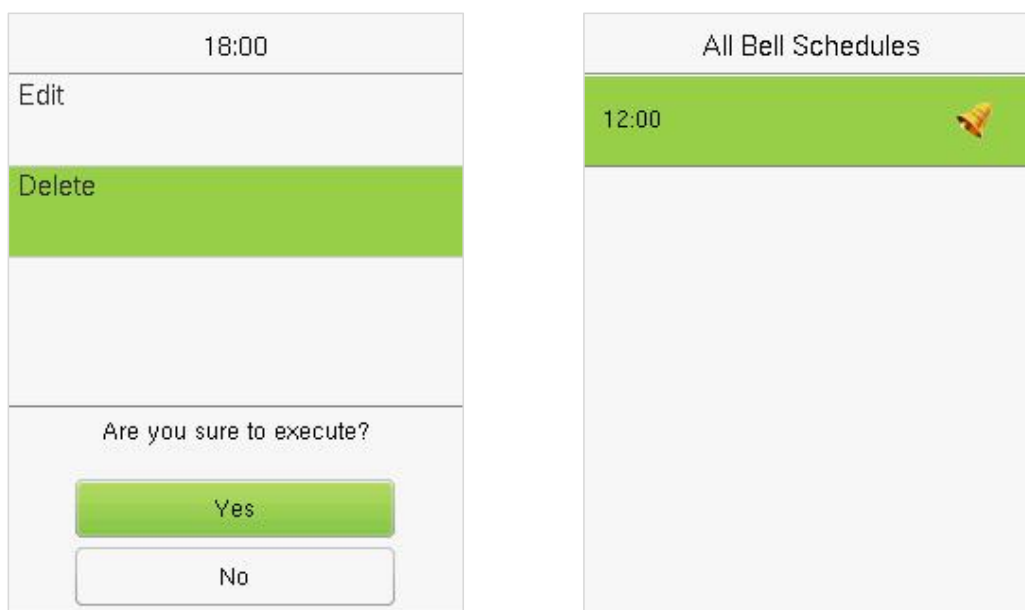 18:00
Edit
Delete
Are you sure to execute?
Yes
No
All Bell Schedules
12:00